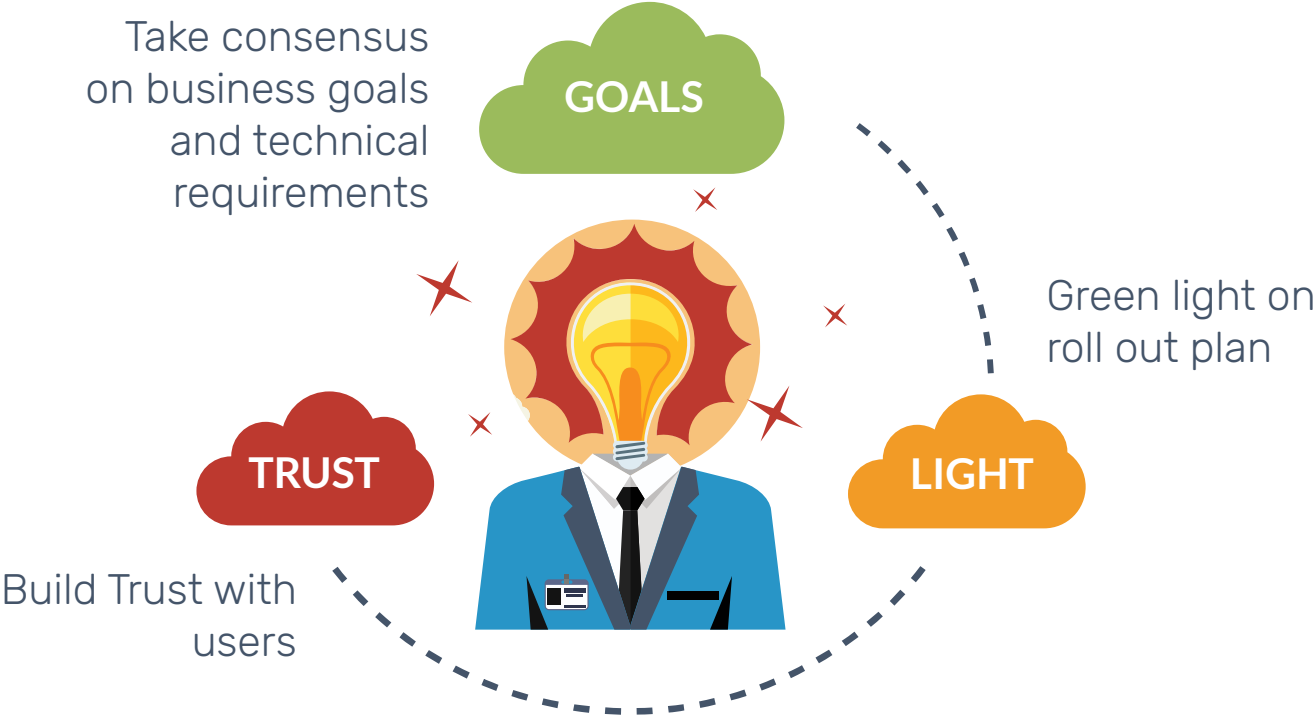 Take consensus
on business goals
and technical
requirements
GOALS
Green light on
roll out plan
LIGHT
TRUST
Build Trust with
users